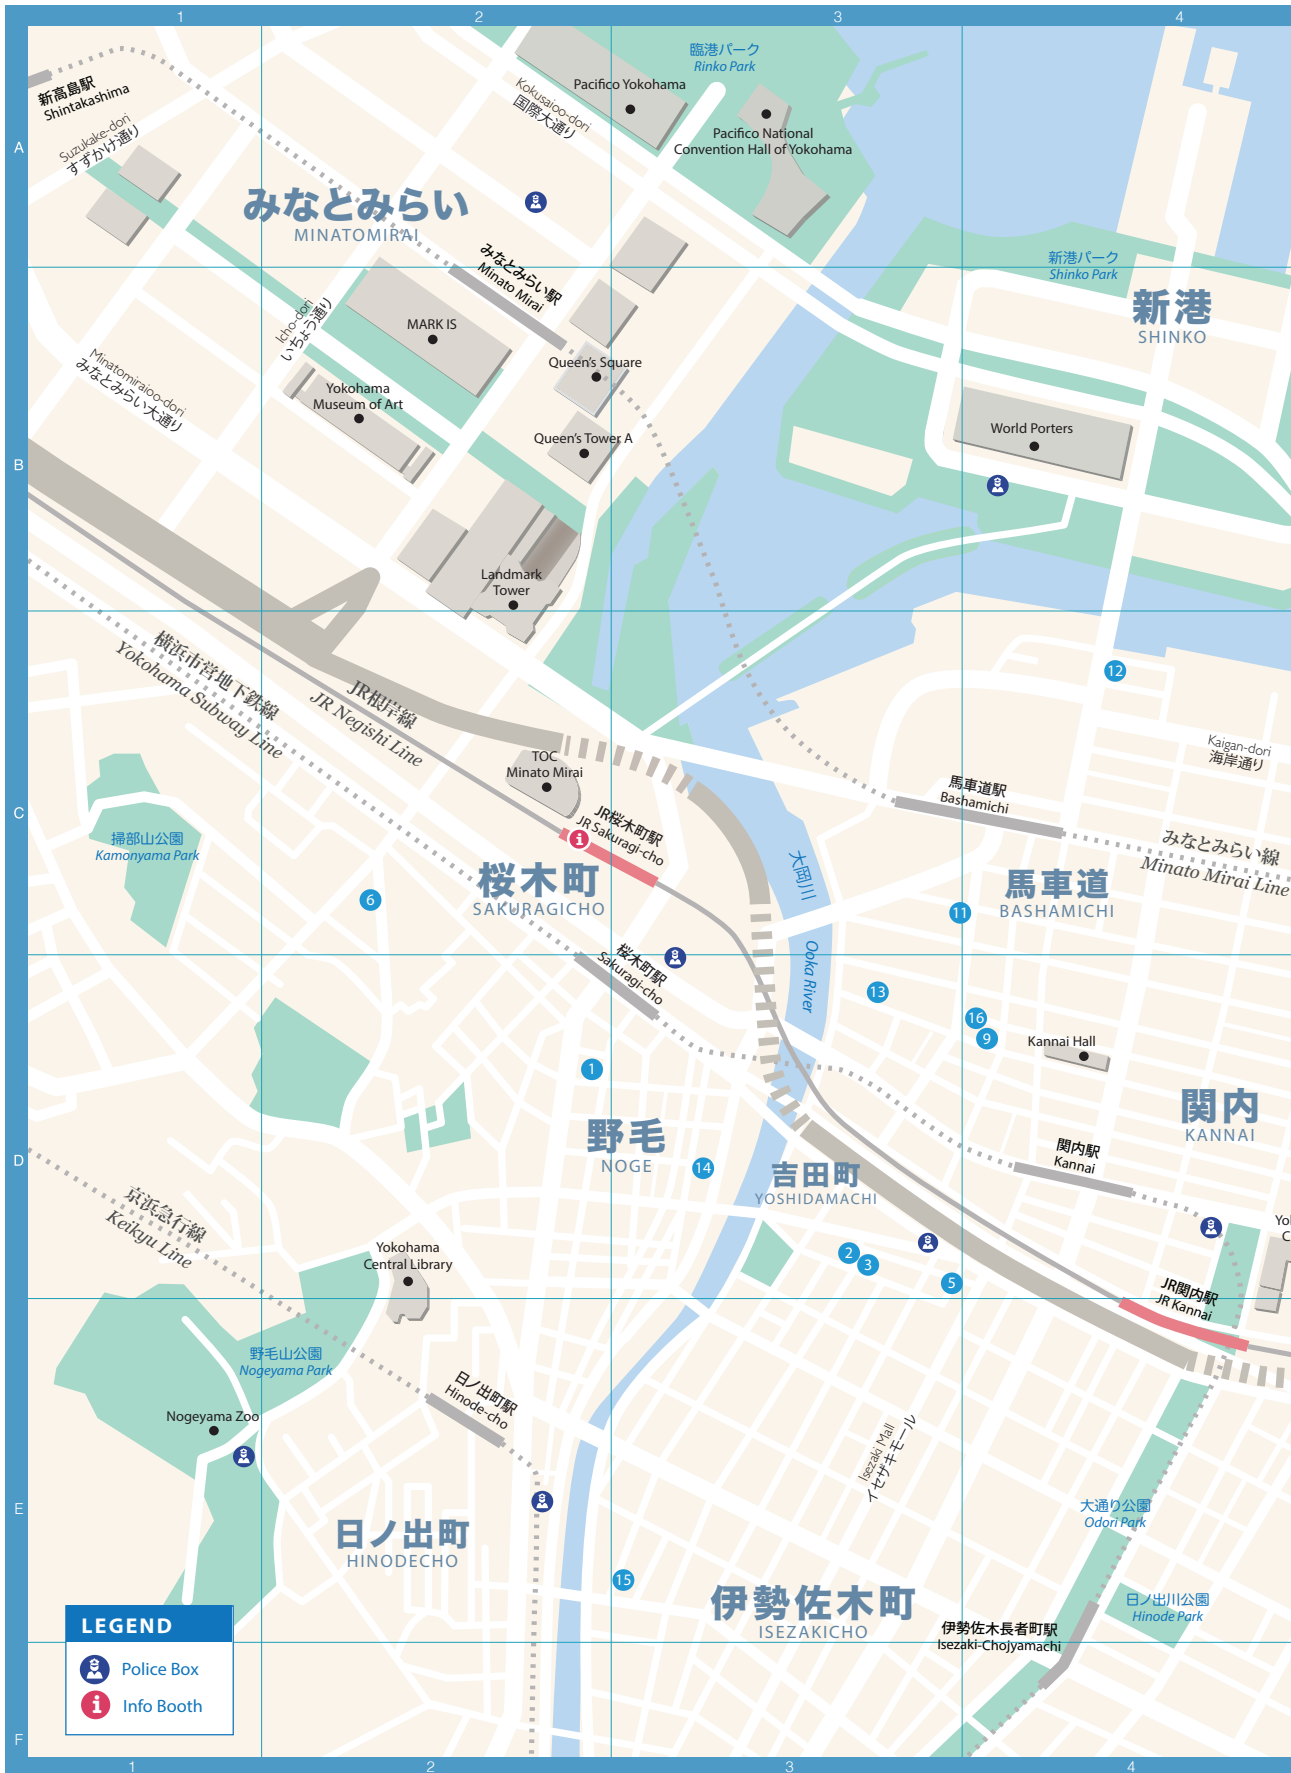 1
2
3
4
A
B
C
D
E
F
新高島駅
Shintakashima
Suzukake-dori
すずかけ通り
みなとみらい
MINATOMIRAI
Kokusaioo-dori
国際大通り
Pacifico Yokohama
臨港パーク
Rinko Park
Pacifico National
Convention Hall of Yokohama
新港パーク
Shinko Park
新港
SHINKO
みなとみらい駅
Minato Mirai
MARK IS
Icho-dori
いちょう通り
Minatomiraioo-dori
みなとみらい大通り
Yokohama
Museum of Art
Queen's Square
Queen's Tower A
World Porters
Landmark
Tower
横浜市営地下鉄線
Yokohama Subway Line
JR根岸線
JR Negishi Line
TOC
Minato Mirai
JR桜木町駅
JR Sakuragi-cho
桜木町
SAKURAGICHO
掃部山公園
Kamonyama Park
6
12
Kaigan-dori
海岸通り
馬車道駅
Bashamichi
みなとみらい線
Minato Mirai Line
馬車道
BASHAMICHI
11
大岡川
Ooka River
桜木町駅
Sakuragi-cho
13
16
9
Kannai Hall
1
野毛
NOGE
14
吉田町
YOSHIDAMACHI
関内
KANNAI
関内駅
Kannai
2
3
5
京浜急行線
Keikyu Line
Yokohama
Central Library
JR関内駅
JR Kannai
野毛山公園
Nogeyama Park
Nogeyama Zoo
日ノ出町駅
Hinode-cho
Isezaki Mall
イセザキモール
大通り公園
Odori Park
日ノ出町
HINODECHO
15
伊勢佐木町
ISEZAKICHO
日ノ出川公園
Hinode Park
伊勢佐木長者町駅
Isezaki-Chojyamachi
LEGEND
Police Box
i Info Booth
1
2
3
4